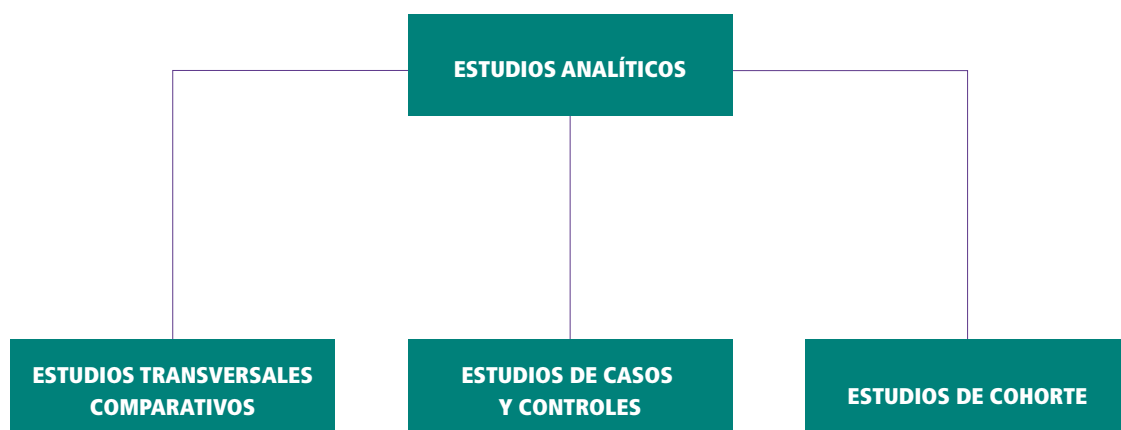 ESTUDIOS ANALÍTICOS
ESTUDIOS TRANSVERSALES
COMPARATIVOS
ESTUDIOS DE CASOS
Y CONTROLES
ESTUDIOS DE COHORTE